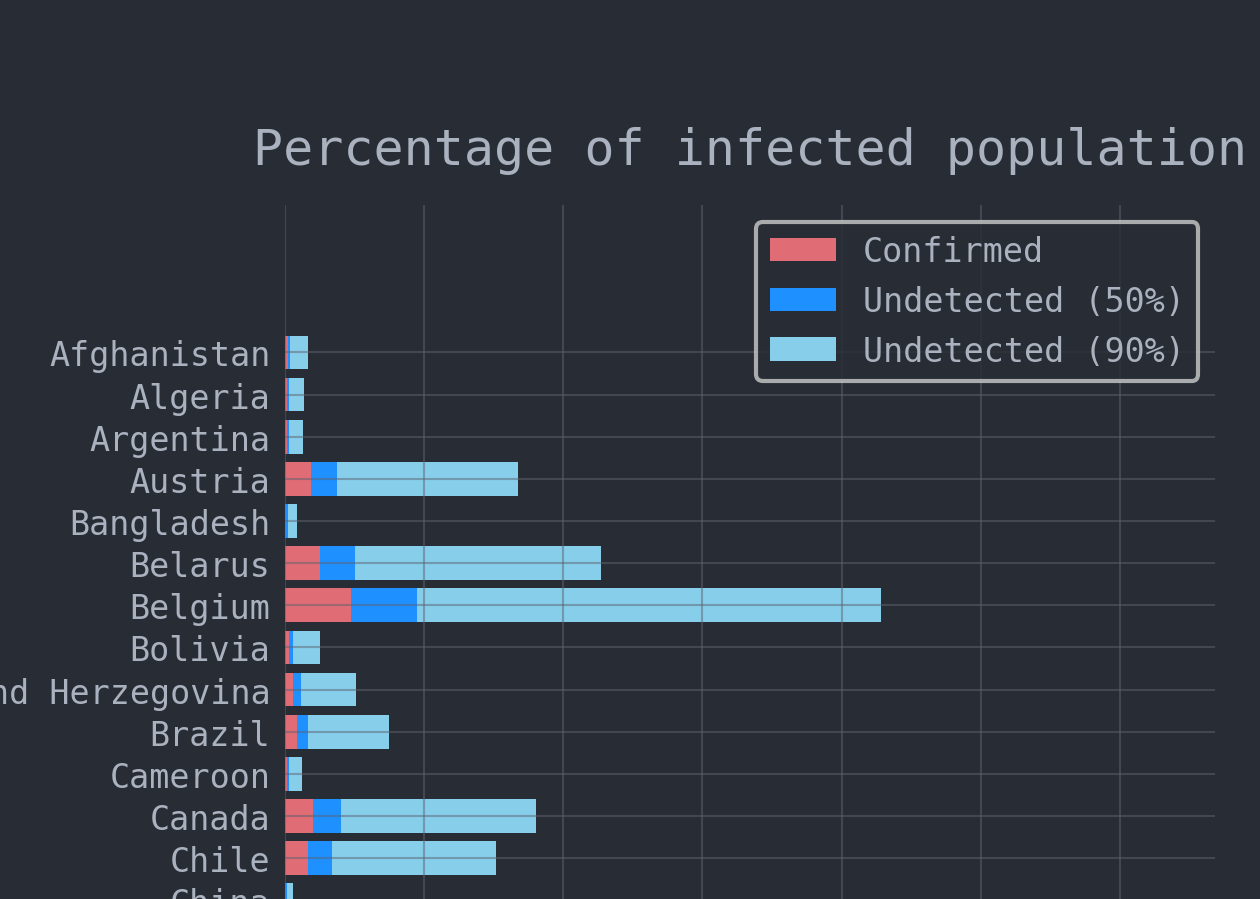 Percentage of infected population
Confirmed
Undetected (50%)
Undetected (90%)
Afghanistan
Algeria
Argentina
Austria
Bangladesh
Belarus
Belgium
Bolivia
nd Herzegovina
Brazil
Cameroon
Canada
Chile
China